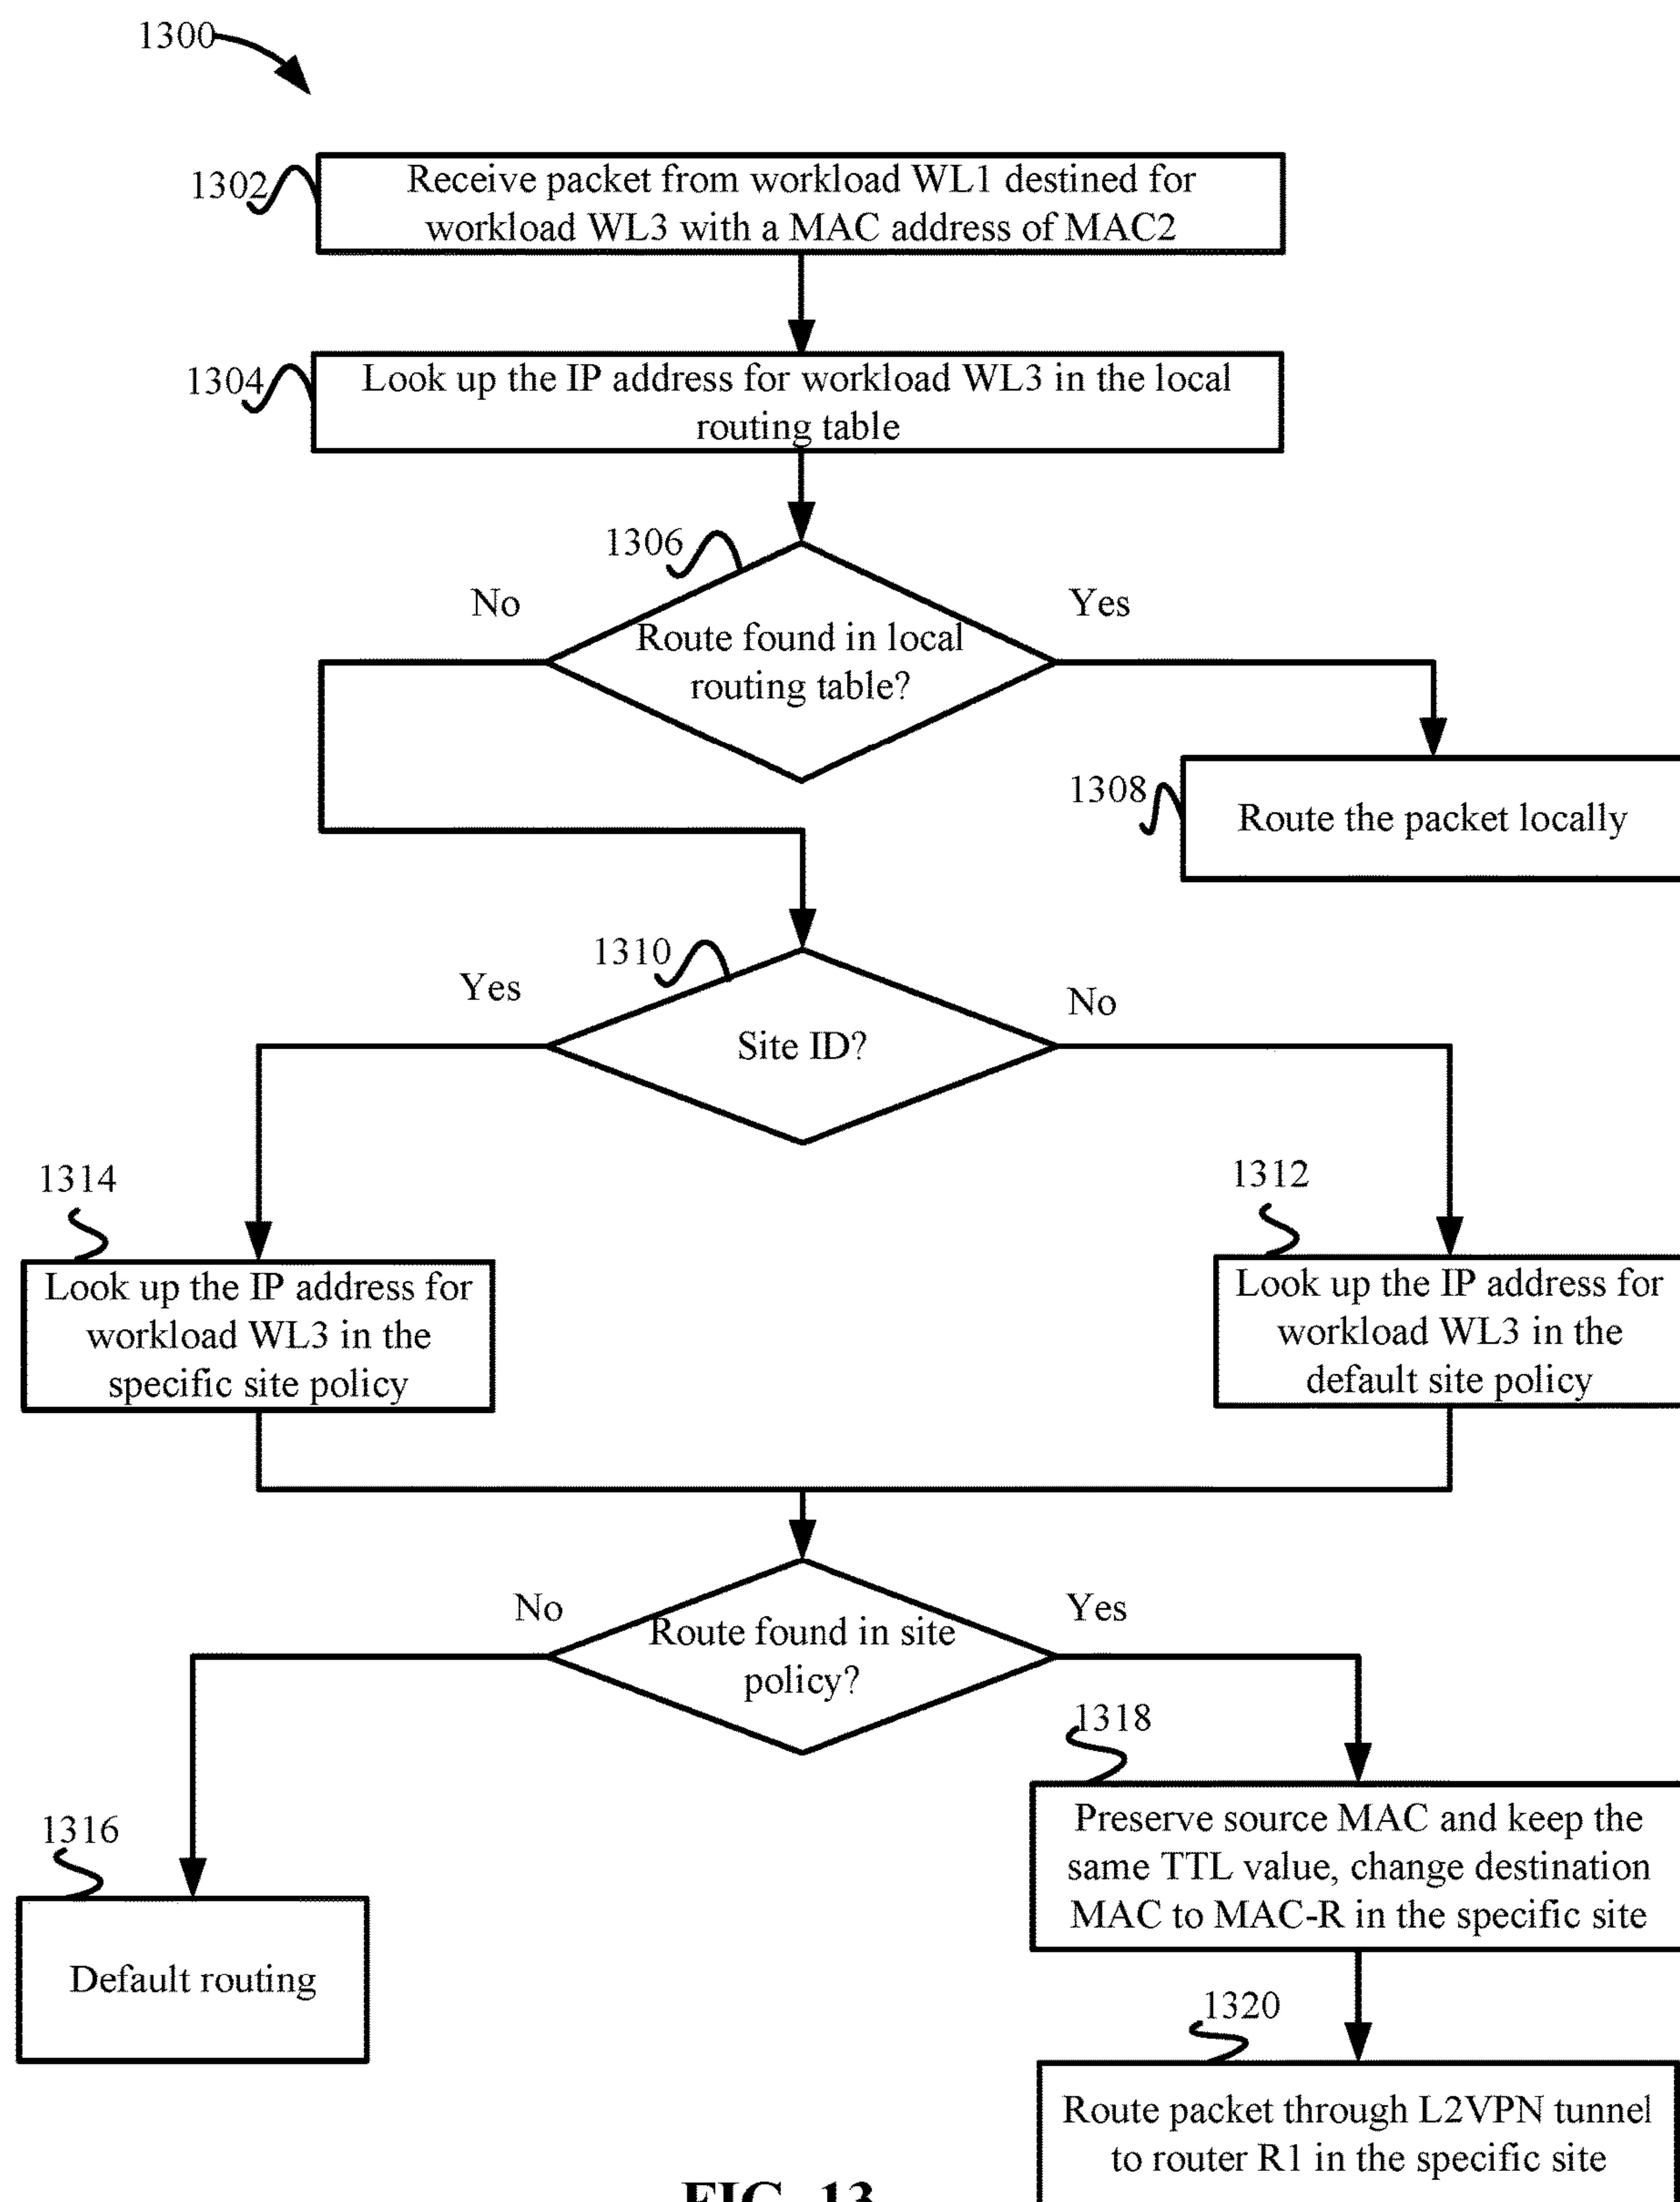 1300
1302
Receive packet from workload WL1 destined for
workload WL3 with a MAC address of MAC2
1304
Look up the IP address for workload WL3 in the local
routing table
1306
No
Yes
Route found in local
routing table?
1308
Route the packet locally
1310
Yes
No
Site ID?
1314
1312
Look up the IP address for
workload WL3 in the
specific site policy
Look up the IP address for
workload WL3 in the
default site policy
No
Yes
Route found in site
policy?
1318
Preserve source MAC and keep the
same TTL value, change destination
MAC to MAC-R in the specific site
1316
Default routing
1320
Route packet through L2VPN tunnel
to router R1 in the specific site
FIG. 13